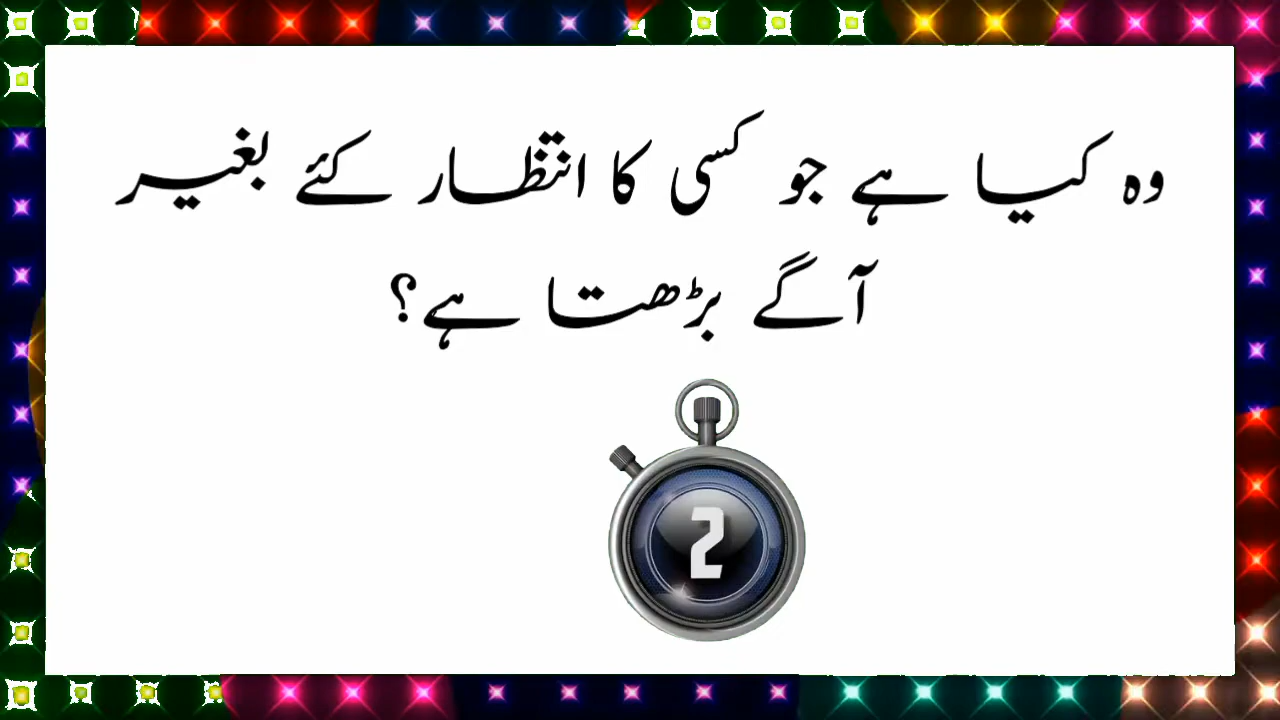 وہ کیا ہے جو کسی کا انتظار کئے بغیر
آگے بڑھتا ہے؟
2